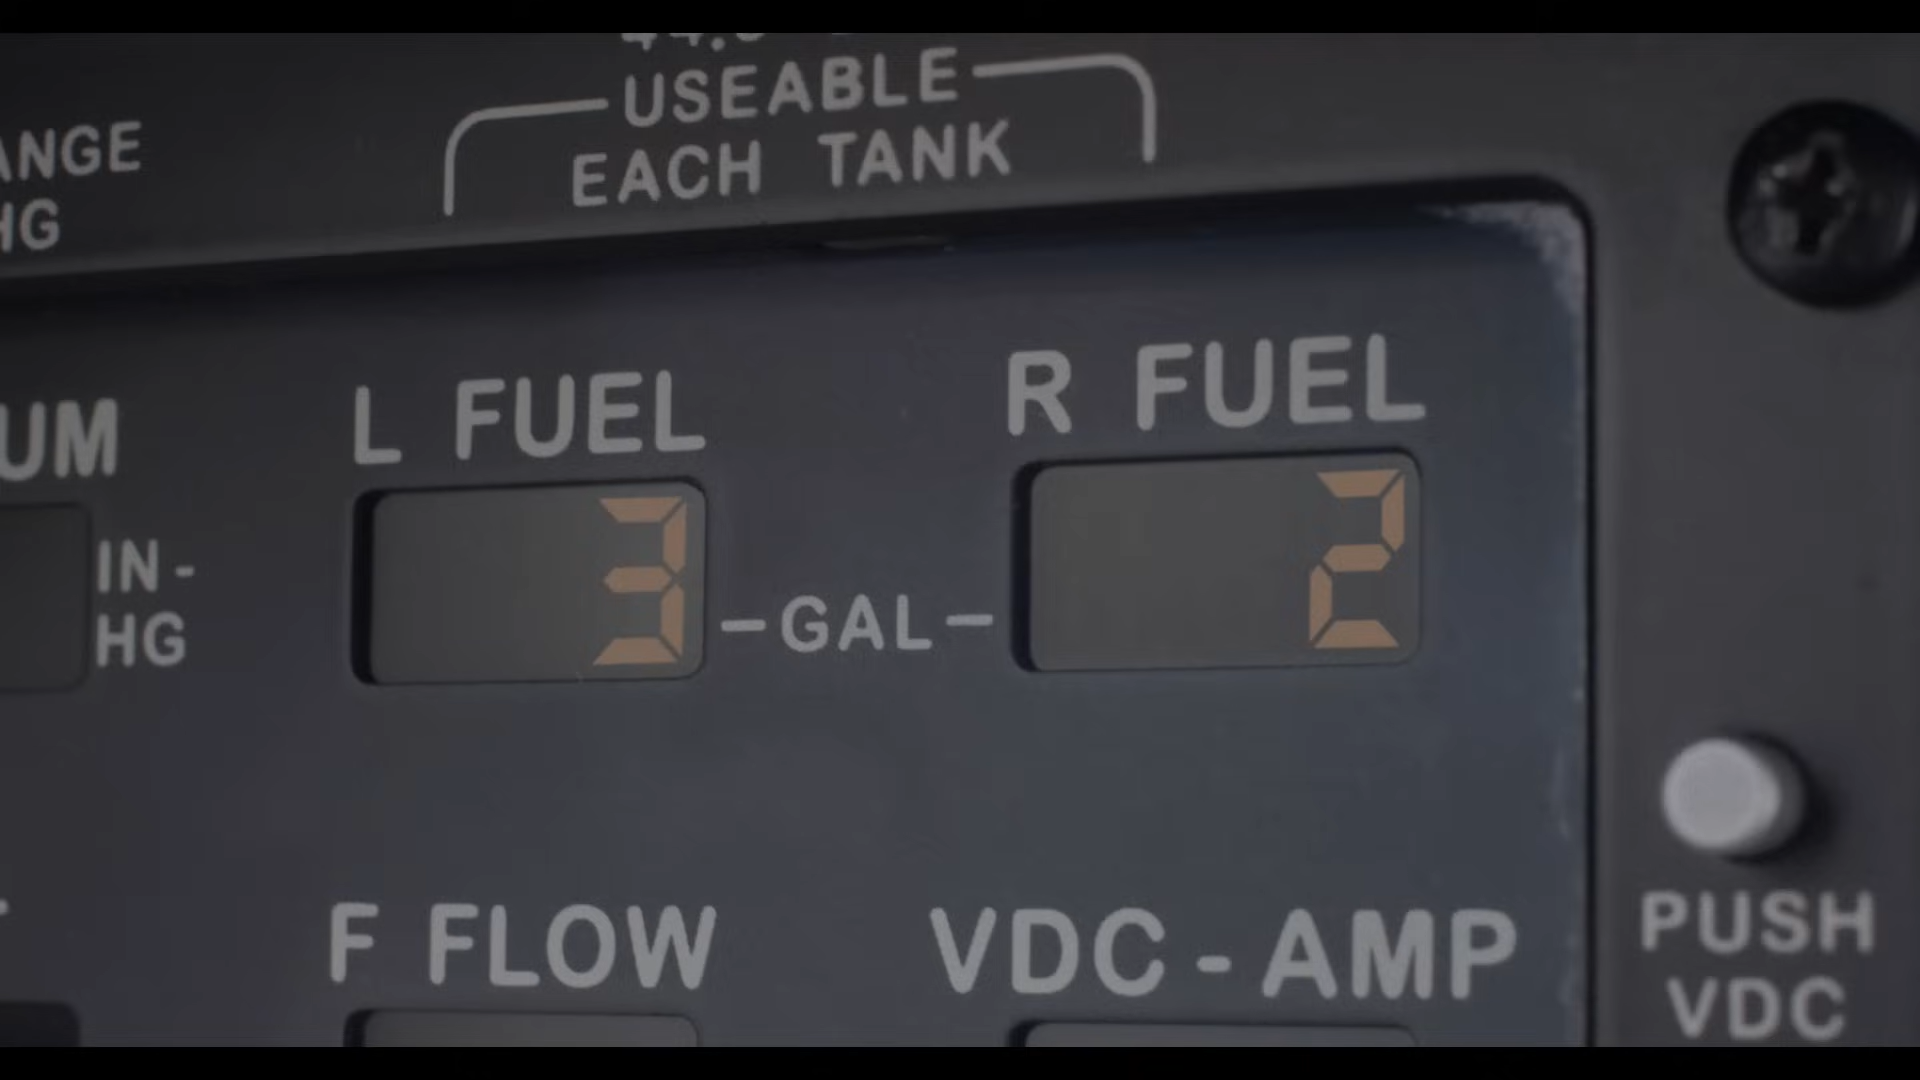 USEABLE
EACH TANK
ANGE
HG
L FUEL
R FUEL
UM
3
2
IN-
HG
-GAL-
F FLOW
VDC-AMP
PUSH
VDC